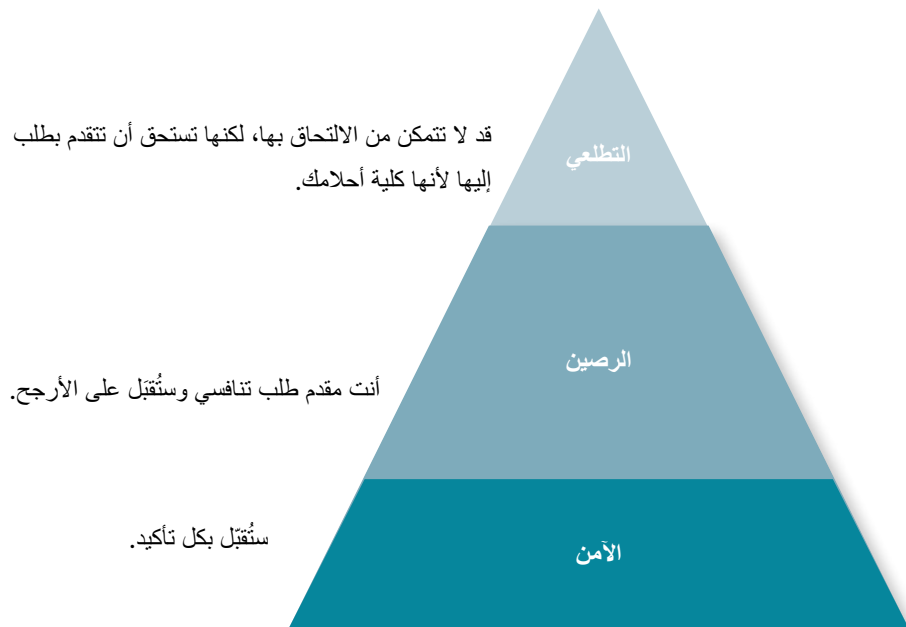 قد لا تتمكن من الالتحاق بها، لكنها تستحق أن تتقدم بطلب
إليها لأنها كلية أحلامك.
التطلعي
الرصين
أنت مقدم طلب تنافسي وستُقبَل على الأرجح.
ستُقبّل بكل تأكيد.
الآمن